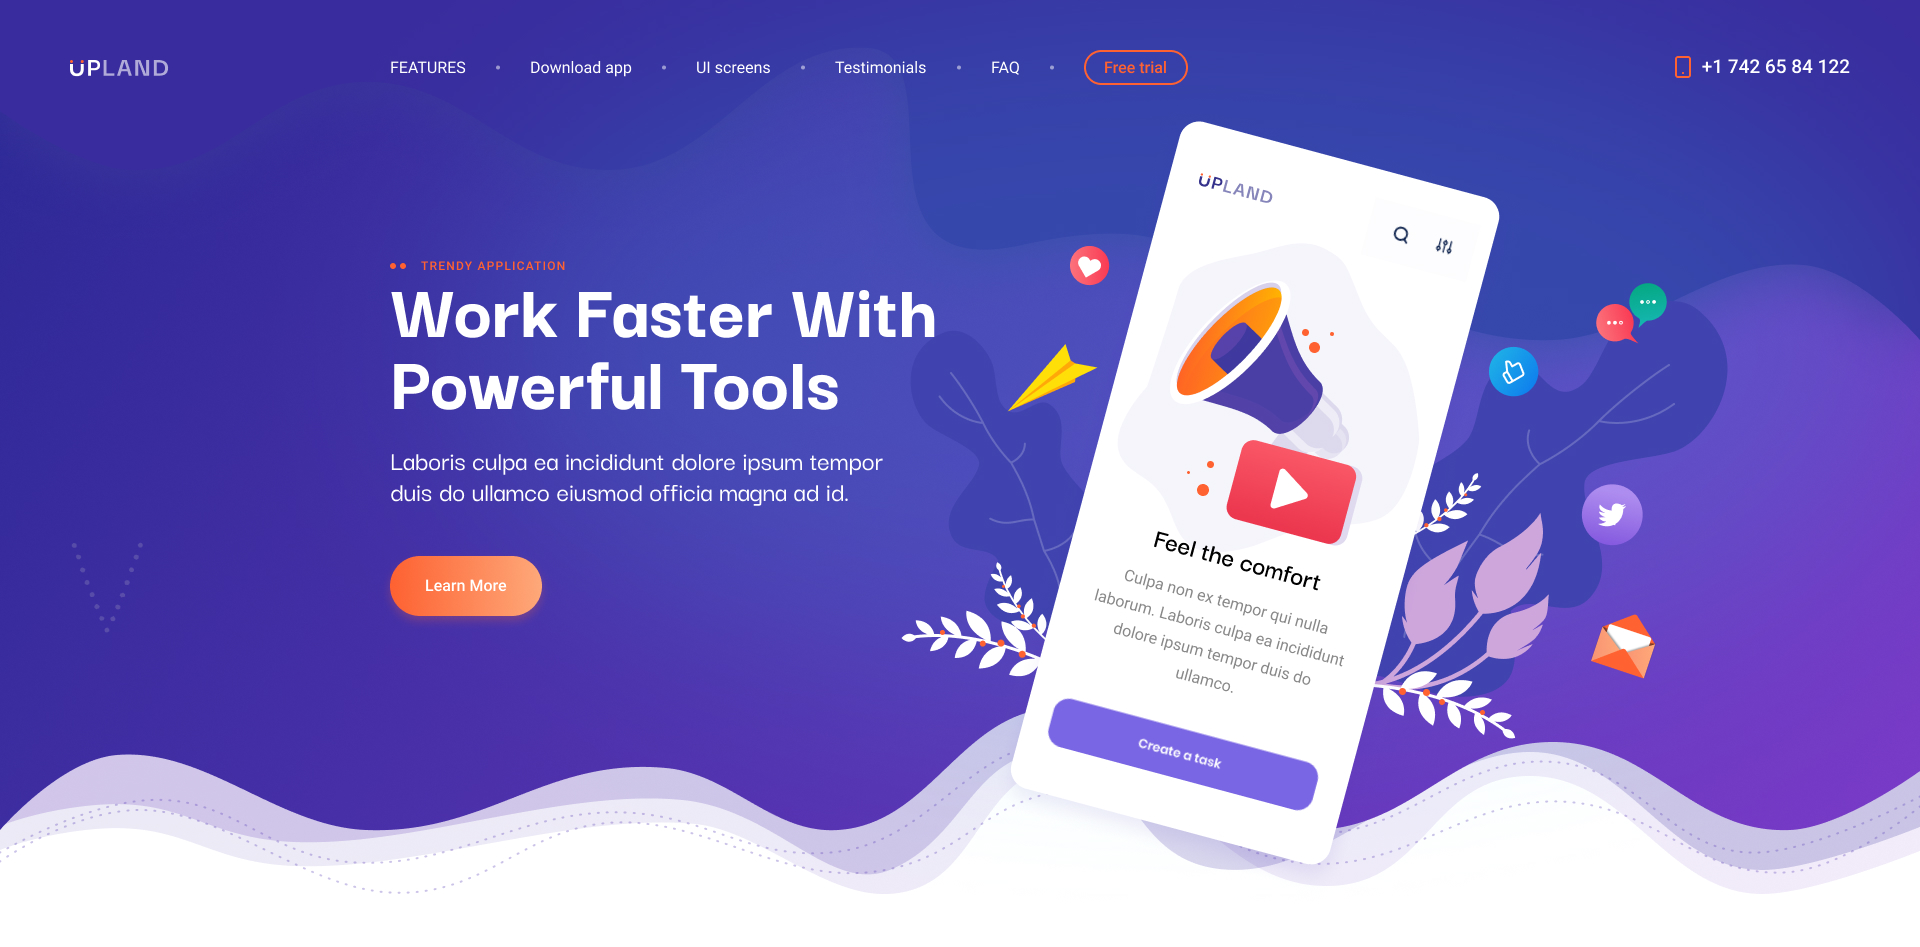 UPLAND
FEATURES
Download app
UI screens
Testimonials
FAQ
Free trial
+1 742 65 84 122
TRENDY APPLICATION
Work Faster With
Powerful Tools
Laboris culpa ea incididunt dolore ipsum tempor
duis do ullamco eiusmod officia magna ad id.
Learn More
UPLAND
Feel the comfort
Culpa non ex tempor qui nulla
laborum. Laboris culpa ea incididunt
dolore ipsum tempor duis do
ullamco.
Create a task